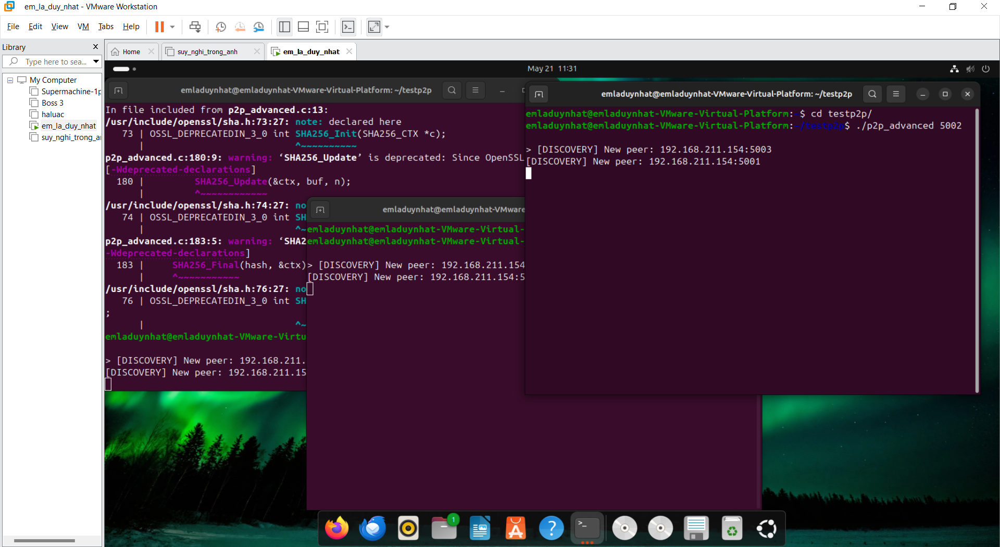 em_la_duy_nhat - VMware Workstation
File Edit View VM Tabs Help
Library
Type here to sea...
My Computer
Supermachine-1p
Boss 3
haluac
em_la_duy_nhat
suy_nghi_trong_ar
Home
suy_nghi_trong_anh
em_la_duy_nhat
May 21 11:31
emladuynhat@emladuynhat-VMware-Virtual-Platform: ~/testp2p
In file included from p2p_advanced.c:13:
/usr/include/openssl/sha.h:73:27: note: declared here
73 | OSSL_DEPRECATEDIN_3_0 int SHA256_Init(SHA256_CTX *c);
| ^~~~~~~~~~~
p2p_advanced.c:180:9: warning: ‘SHA256_Update’ is deprecated: Since OpenSSL
[-Wdeprecated-declarations]
180 | SHA256_Update(&ctx, buf, n);
| ^~~~~~~~~~~~~
/usr/include/openssl/sha.h:74:27: no
74 | OSSL_DEPRECATEDIN_3_0 int SH
| ^~
p2p_advanced.c:183:5: warning: ‘SHA2
-Wdeprecated-declarations]
183 | SHA256_Final(hash, &ctx)
| ^~~~~~~~~~~~
/usr/include/openssl/sha.h:76:27: no
76 | OSSL_DEPRECATEDIN_3_0 int SH
;
| ^~
emladuynhat@emladuynhat-VMware-Virtu
> [DISCOVERY] New peer: 192.168.211.
[DISCOVERY] New peer: 192.168.211.15
emladuynhat@emladuynhat-VMware
emladuynhat@emladuynhat-VMware-Virtual-
emladuynhat@emladuynhat-VMware-Virtual-
> [DISCOVERY] New peer: 192.168.211.154
[DISCOVERY] New peer: 192.168.211.154:5
emladuynhat@emladuynhat-VMware-Virtual-Platform: ~/testp2p
emladuynhat@emladuynhat-VMware-Virtual-Platform:~$ cd testp2p/
emladuynhat@emladuynhat-VMware-Virtual-Platform:~/testp2p$ ./p2p_advanced 5002
> [DISCOVERY] New peer: 192.168.211.154:5003
[DISCOVERY] New peer: 192.168.211.154:5001
1